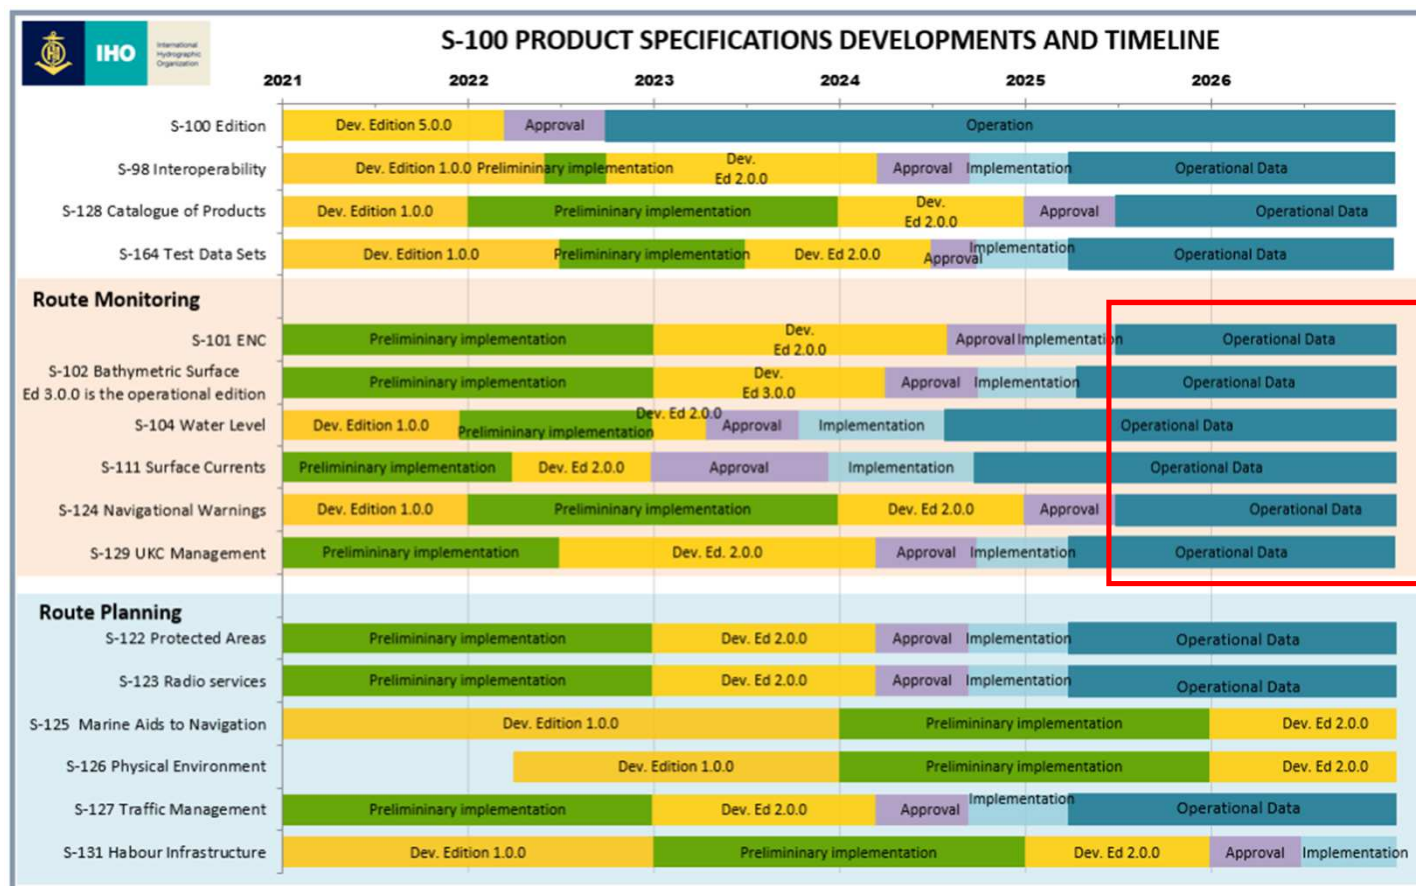 IHO
International
Hydrographic
Organization
S-100 PRODUCT SPECIFICATIONS DEVELOPMENTS AND TIMELINE
2021 2022 2023 2024 2025 2026
S-100 Edition Dev. Edition 5.0.0 Approval Operation
S-98 Interoperability Dev. Edition 1.0.0 Prelimininary implementation Dev.
Ed 2.0.0 Approval Implementation Operational Data
S-128 Catalogue of Products Dev. Edition 1.0.0 Prelimininary implementation Dev.
Ed 2.0.0 Approval Operational Data
S-164 Test Data Sets Dev. Edition 1.0.0 Prelimininary implementation Dev. Ed 2.0.0 Approval Implementation Operational Data
Route Monitoring
S-101 ENC Prelimininary implementation Dev.
Ed 2.0.0 Approval Implementation Operational Data
S-102 Bathymetric Surface
Ed 3.0.0 is the operational edition Prelimininary implementation Dev.
Ed 3.0.0 Approval Implementation Operational Data
S-104 Water Level Dev. Edition 1.0.0 Prelimininary implementation Dev. Ed 2.0.0 Approval Implementation Operational Data
S-111 Surface Currents Prelimininary implementation Dev. Ed 2.0.0 Approval Implementation Operational Data
S-124 Navigational Warnings Dev. Edition 1.0.0 Prelimininary implementation Dev. Ed 2.0.0 Approval Operational Data
S-129 UKC Management Prelimininary implementation Dev. Ed. 2.0.0 Approval Implementation Operational Data
Route Planning
S-122 Protected Areas Prelimininary implementation Dev. Ed 2.0.0 Approval Implementation Operational Data
S-123 Radio services Prelimininary implementation Dev. Ed 2.0.0 Approval Implementation Operational Data
S-125 Marine Aids to Navigation Dev. Edition 1.0.0 Prelimininary implementation Dev. Ed 2.0.0
S-126 Physical Environment Dev. Edition 1.0.0 Prelimininary implementation Dev. Ed 2.0.0
S-127 Traffic Management Prelimininary implementation Dev. Ed 2.0.0 Approval Implementation Operational Data
S-131 Habour Infrastructure Dev. Edition 1.0.0 Prelimininary implementation Dev. Ed 2.0.0 Approval Implementation